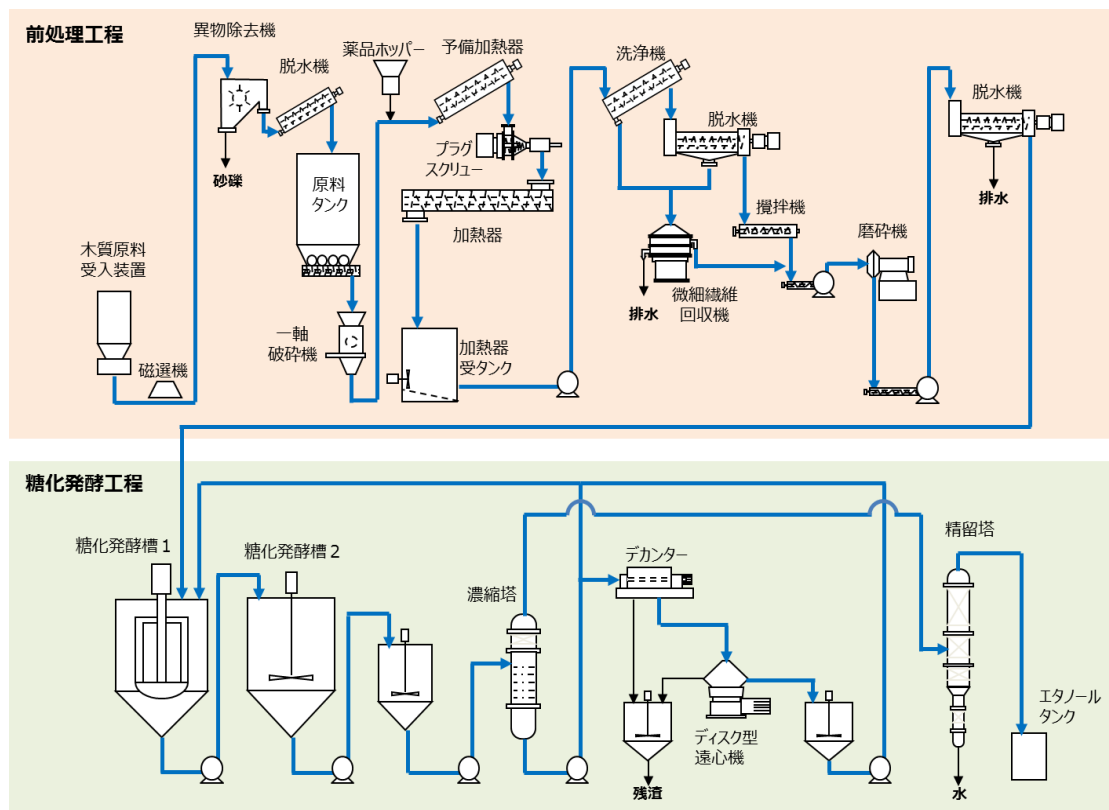 前処理工程
異物除去機
脱水機
砂礫
木質原料
受入装置
磁選機
原料
タンク
一軸
破砕機
薬品ホッパー
予備加熱器
プラグ
スクリュー
加熱器
加熱器
受タンク
洗浄機
脱水機
攪拌機
微細繊維
回収機
排水
磨砕機
脱水機
排水
糖化発酵工程
糖化発酵槽1
糖化発酵槽2
濃縮塔
デカンター
ディスク型
遠心機
残渣
精留塔
エタノール
タンク
水